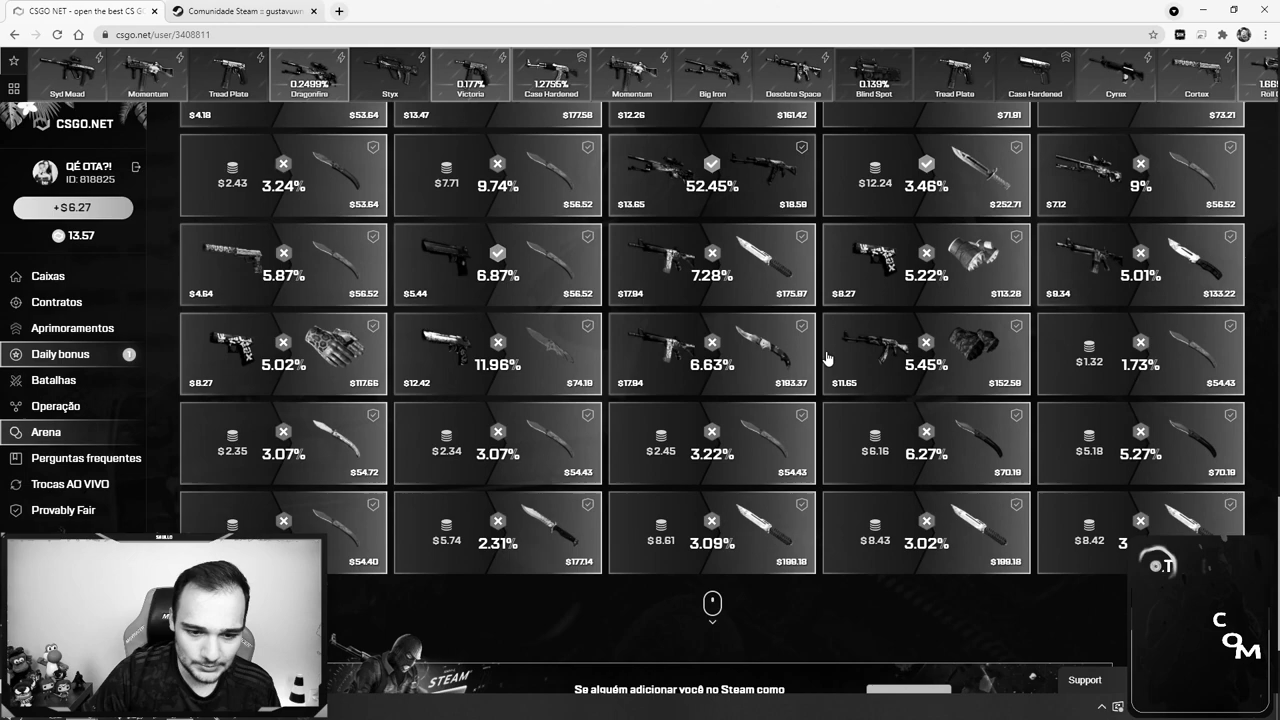 CSGO NET - open the best CS G
Comunidade Steam :: gustavuwn
csgo.net/user/3408811
0.2499%
0.177%
1.2756%
0.139%
1.66
Syd Mead
Momentum
Tread Plate
Dragonfire
Styx
Victoria
Case Hardened
Momentum
Big Iron
Desolate Space
Blind Spot
Tread Plate
Case Hardened
Cyrex
Cortex
Roll
CSGO.NET
QÉ OTA?!
ID: 818825
+$6.27
13.57
Caixas
Contratos
Aprimoramentos
Daily bonus 1
Batalhas
Operação
Arena
Perguntas frequentes
Trocas AO VIVO
Provably Fair
$4.18 $53.64
$13.47 $177.58
$12.26 $161.42
$71.91
$73.21
$2.43 3.24% $53.64
$7.71 9.74% $56.52
52.45% $13.65 $18.59
$12.24 3.46% $252.71
9% $7.12 $56.52
5.87% $4.64 $56.52
6.87% $5.44 $56.52
7.28% $17.94 $175.97
5.22% $8.27 $113.28
5.01% $9.34 $133.22
5.02% $8.27 $117.66
11.96% $12.42 $74.19
6.63% $17.94 $193.37
5.45% $11.65 $152.59
$1.32 1.73% $54.43
$2.35 3.07% $54.72
$2.34 3.07% $54.43
$2.45 3.22% $54.43
$6.16 6.27% $70.19
$5.18 5.27% $70.19
$54.40
$5.74 2.31% $177.14
$8.61 3.09% $199.18
$8.43 3.02% $199.18
$8.42 3
STEAM
Se alguém adicionar você no Steam como
Support
.T
COM